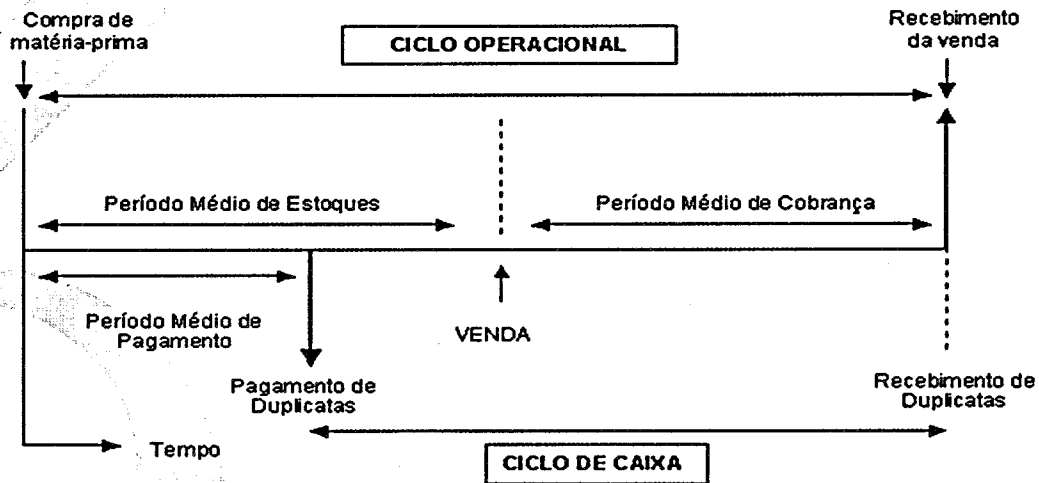 Compra de
matéria-prima
CICLO OPERACIONAL
Recebimento
da venda
Período Médio de Estoques
Período Médio de Cobrança
Período Médio de
Pagamento
VENDA
Pagamento de
Duplicatas
Recebimento de
Duplicatas
Tempo
CICLO DE CAIXA